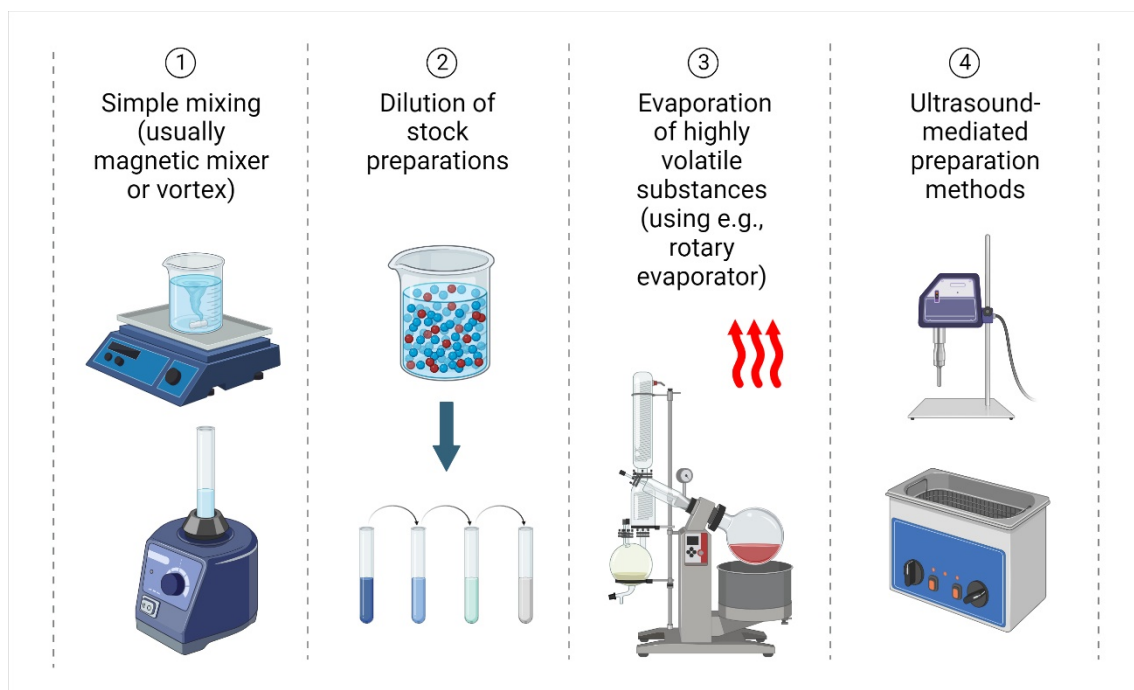 1
Simple mixing
(usually
magnetic mixer
or vortex)
2
Dilution of
stock
preparations
3
Evaporation
of highly
volatile
substances
(using e.g.,
rotary
evaporator)
4
Ultrasound-
mediated
preparation
methods